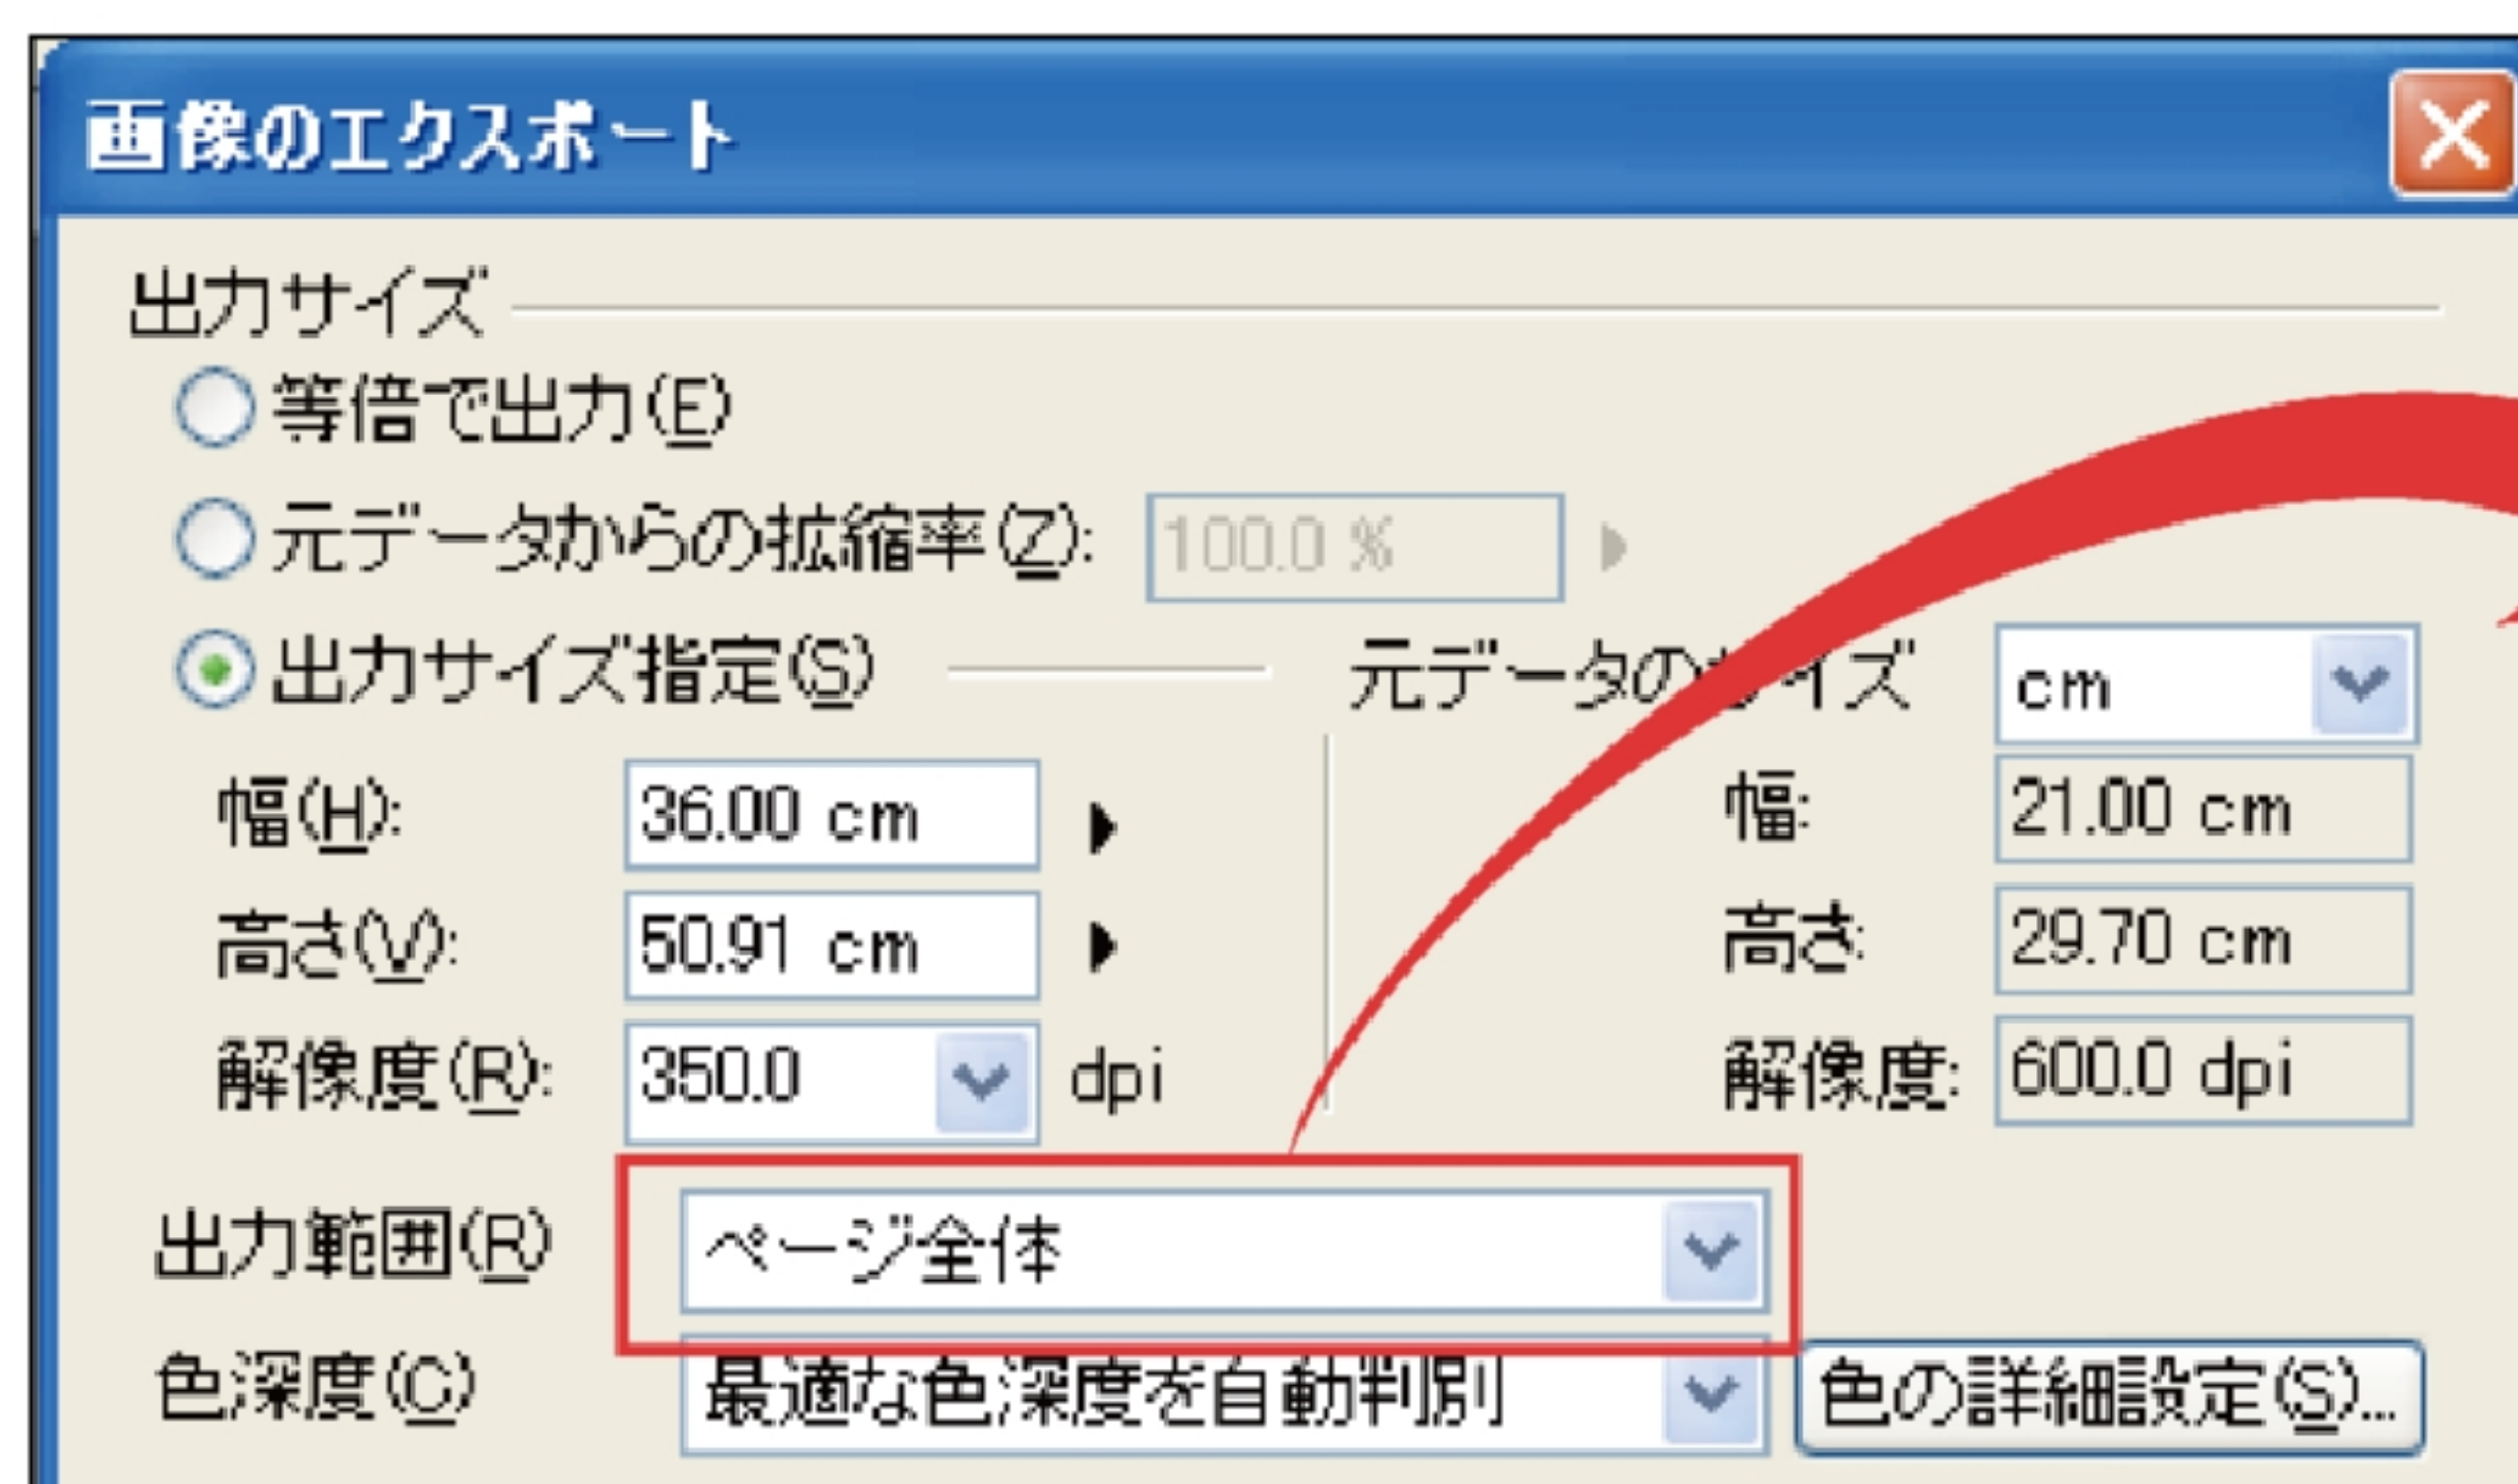 画像のエクスポート
出力サイズ
等倍で出力(E)
元データからの拡縮率(Z): 100.0 %
出力サイズ指定(S)
元データのサイズ cm
幅(H): 36.00 cm
幅: 21.00 cm
高さ(V): 50.91 cm
高さ: 29.70 cm
解像度(R): 350.0 dpi
解像度: 600.0 dpi
出力範囲(R) ページ全体
色深度(C) 最適な色深度を自動判別 色の詳細設定(S)...